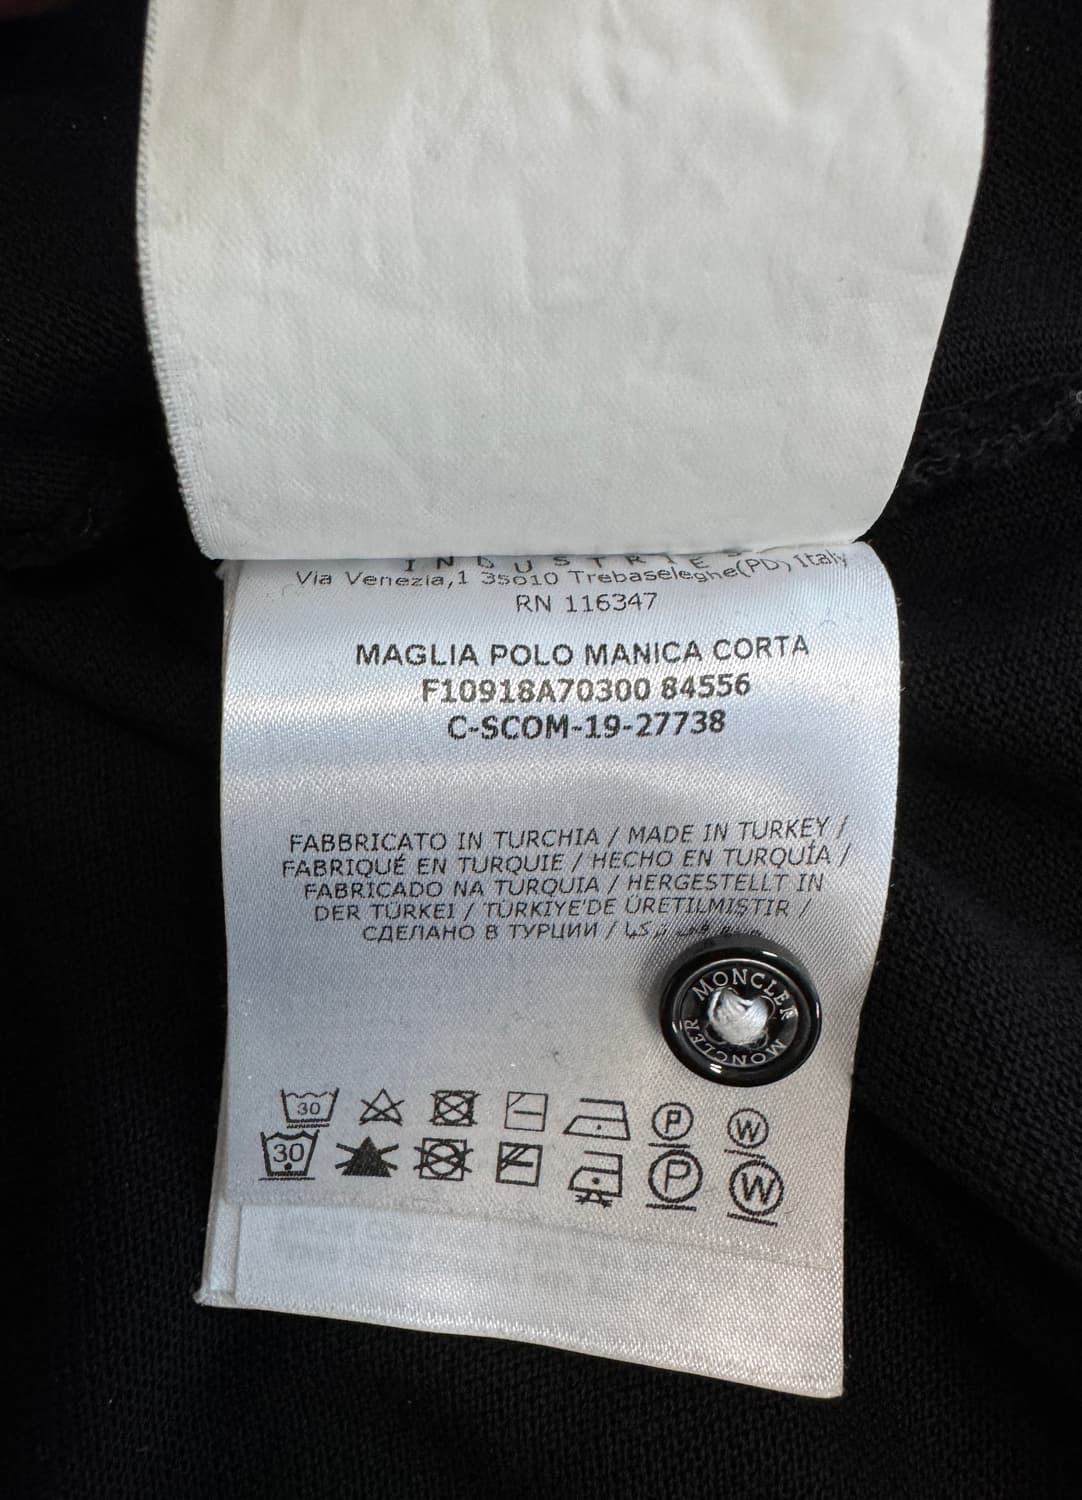 INDUSTRIES
Via Venezia,1 35010 Trebaseleghe(PD), Italy
RN 116347
MAGLIA POLO MANICA CORTA
F10918A70300 84556
C-SCOM-19-27738
FABBRICATO IN TURCHIA / MADE IN TURKEY /
FABRIQUÉ EN TURQUIE / HECHO EN TURQUÍA /
FABRICADO NA TURQUIA / HERGESTELLT IN
DER TÜRKEI / TÜRKIYE'DE ÜRETILMISTIR /
СДЕЛАНО В ТУРЦИИ /
MONCLER
MONCLER
30 P W
30 P W